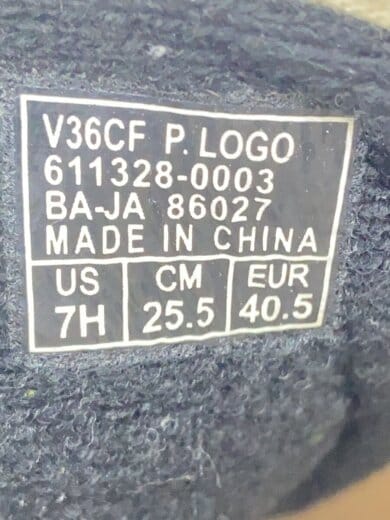 V36CF P. LOGO
611328-0003
BA-JA 86027
MADE IN CHINA
US CM EUR
7H 25.5 40.5